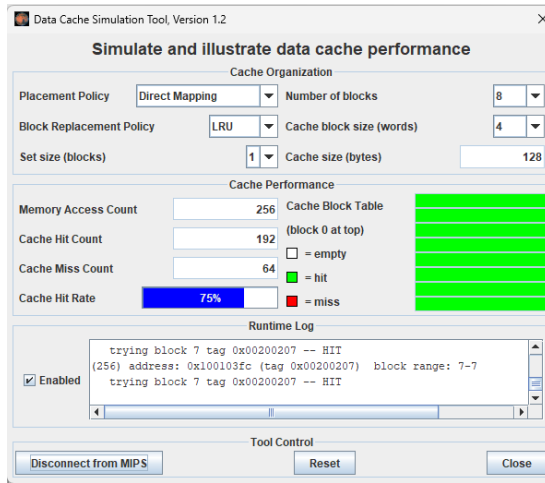 Data Cache Simulation Tool, Version 1.2
Simulate and illustrate data cache performance
Cache Organization
Placement Policy Direct Mapping Number of blocks 8
Block Replacement Policy LRU Cache block size (words) 4
Set size (blocks) 1 Cache size (bytes) 128
Cache Performance
Memory Access Count 256 Cache Block Table
(block 0 at top)
Cache Hit Count 192
= empty
Cache Miss Count 64
= hit
Cache Hit Rate 75%
= miss
Runtime Log
Enabled
trying block 7 tag 0x00200207 -- HIT
(256) address: 0x100103fc (tag 0x00200207) block range: 7-7
trying block 7 tag 0x00200207 -- HIT
Tool Control
Disconnect from MIPS Reset Close